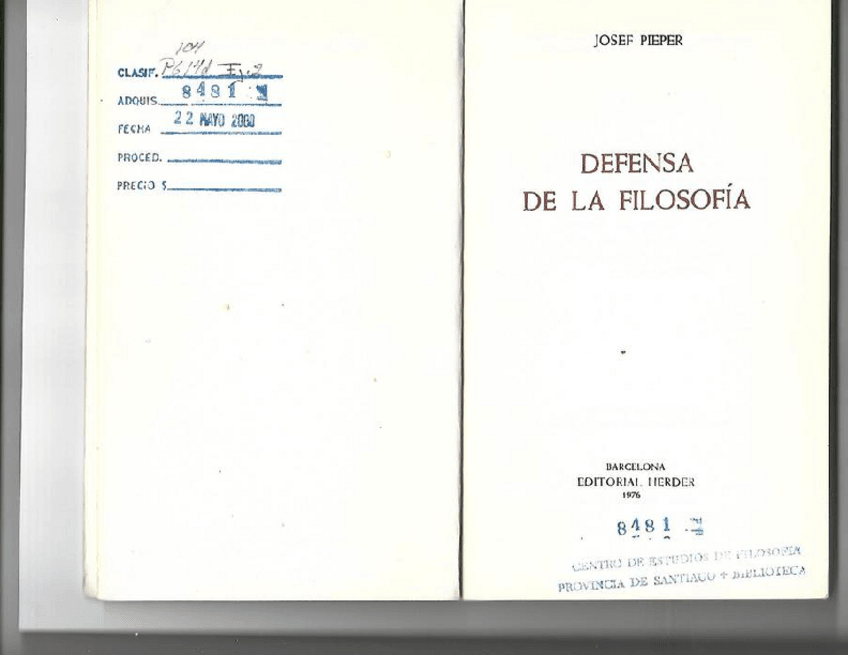 104
CLASIF. P614d Ej. 2
ADQUIS. 8481
FECHA 22 MAYO 2000
PROCED.
PRECIO $
JOSEF PIEPER
DEFENSA
DE LA FILOSOFÍA
BARCELONA
EDITORIAL HERDER
1976
8481
CENTRO DE ESTUDIOS DE FILOSOFIA
PROVINCIA DE SANTIAGO + BIBLIOTECA